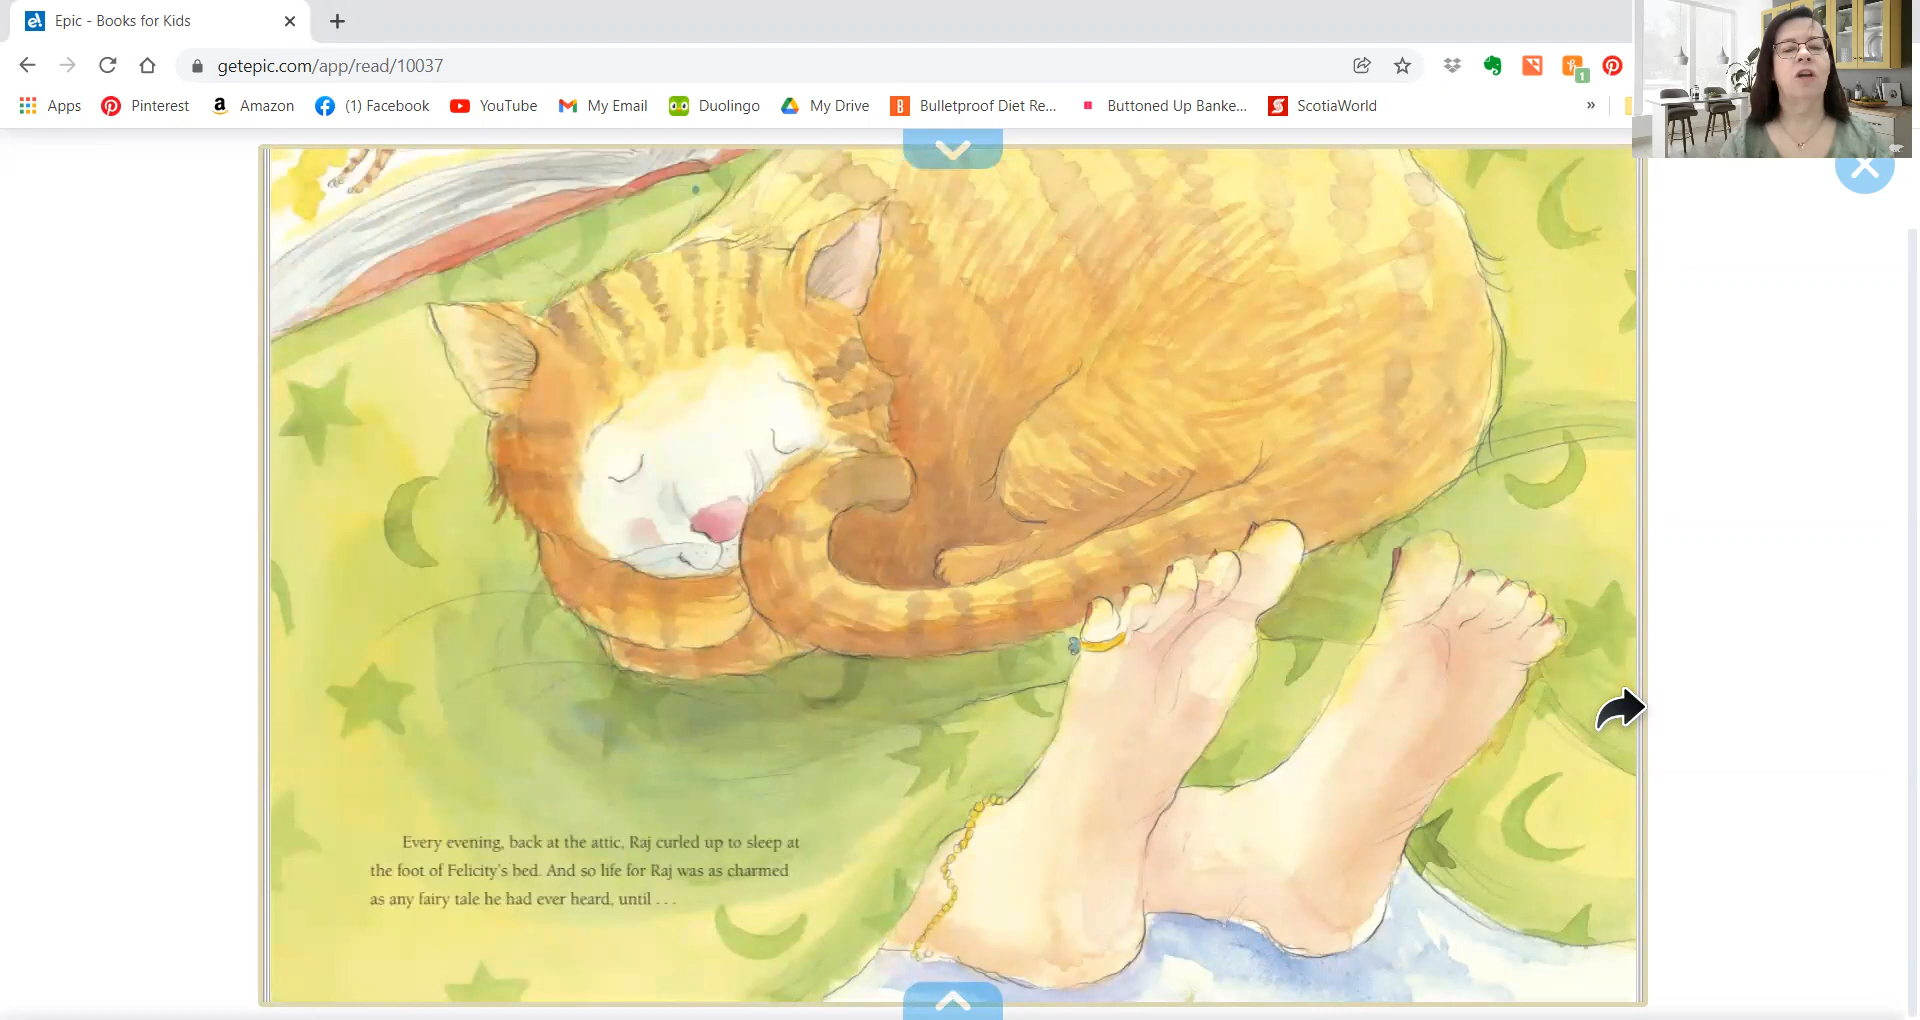 Epic - Books for Kids
getepic.com/app/read/10037
1
Apps Pinterest Amazon (1) Facebook YouTube My Email Duolingo My Drive Bulletproof Diet Re... Buttoned Up Banke... ScotiaWorld »
Every evening, back at the attic, Raj curled up to sleep at
the foot of Felicity's bed. And so life for Raj was as charmed
as any fairy tale he had ever heard, until . . .